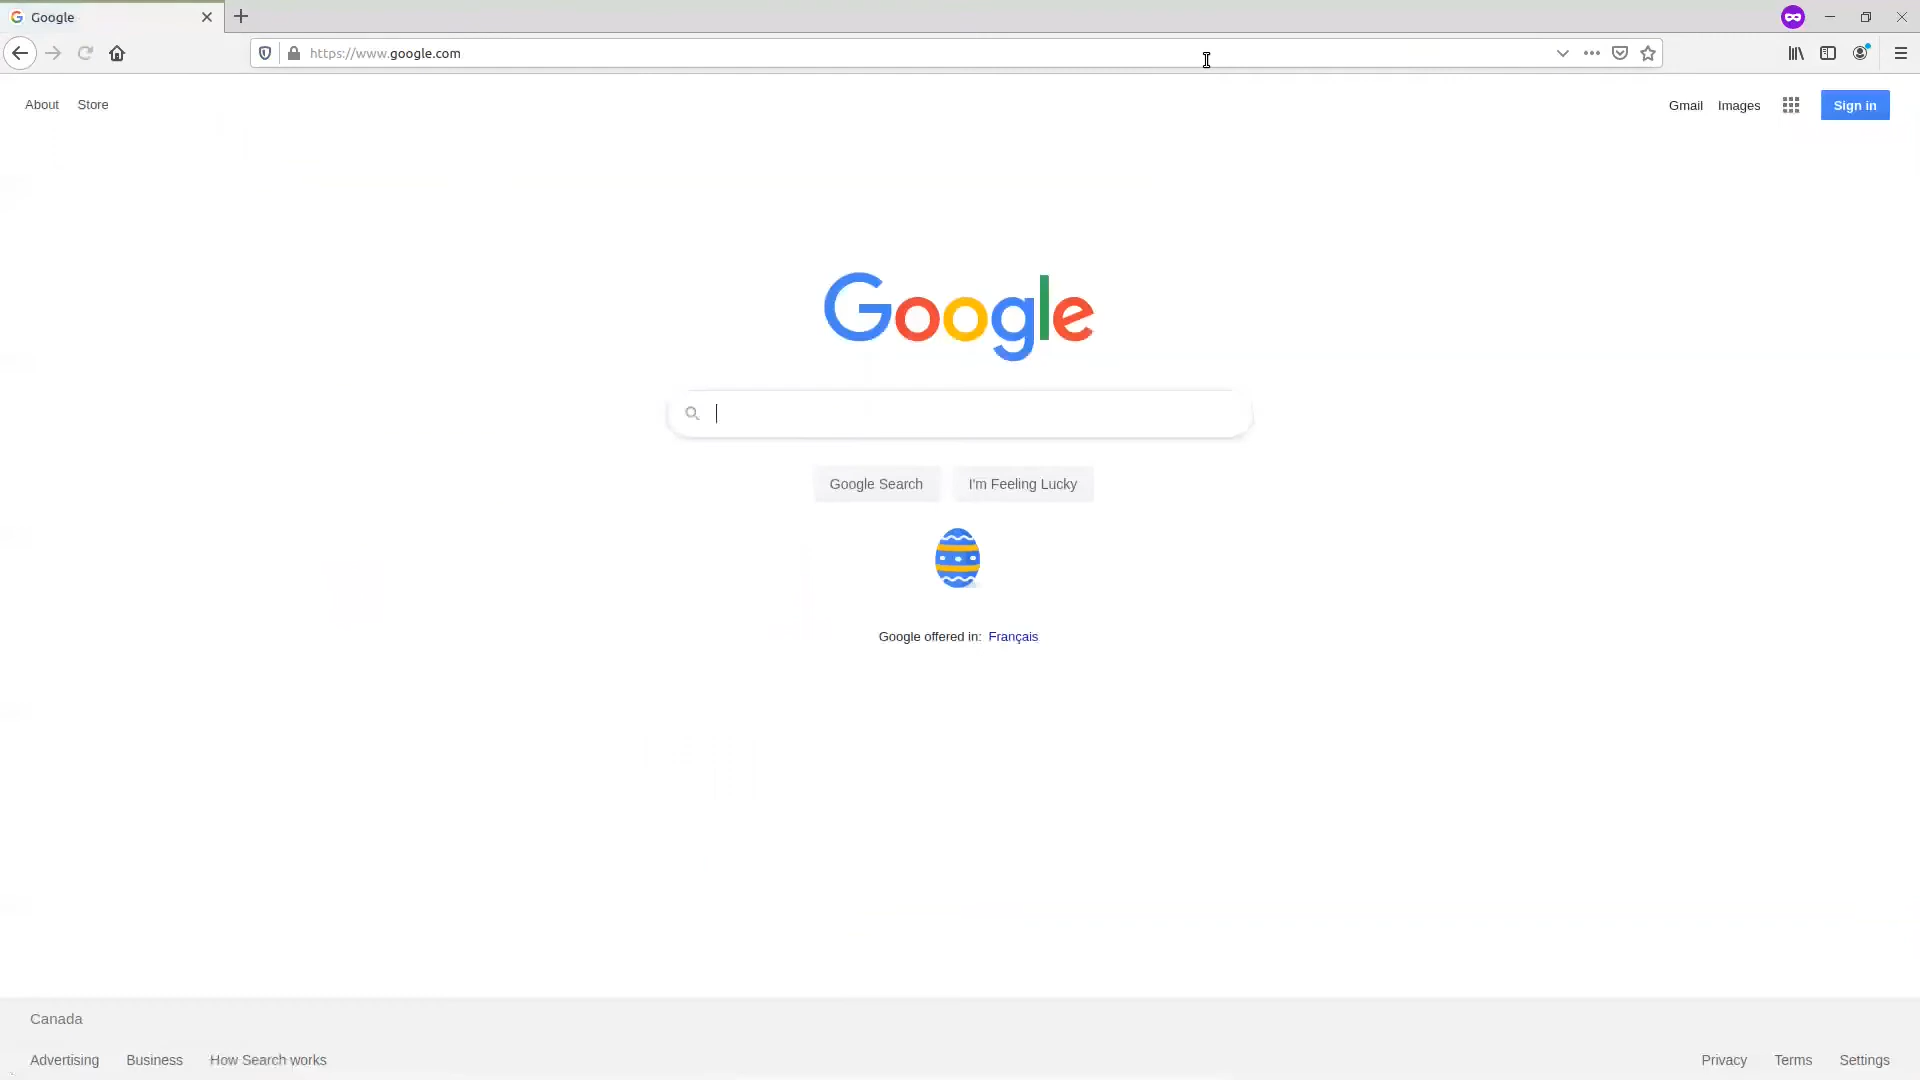 Google
https://www.google.com
About Store
Gmail Images Sign in
Google
Google Search I'm Feeling Lucky
Google offered in: Français
Canada
Advertising Business How Search works
Privacy Terms Settings